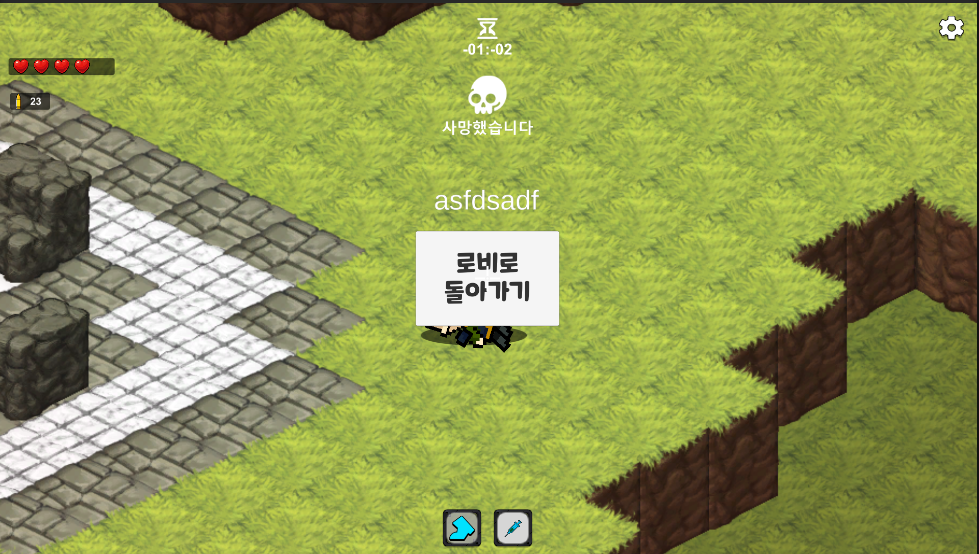 -01:-02
23
사망했습니다
asfdsadf
로비로
돌아가기